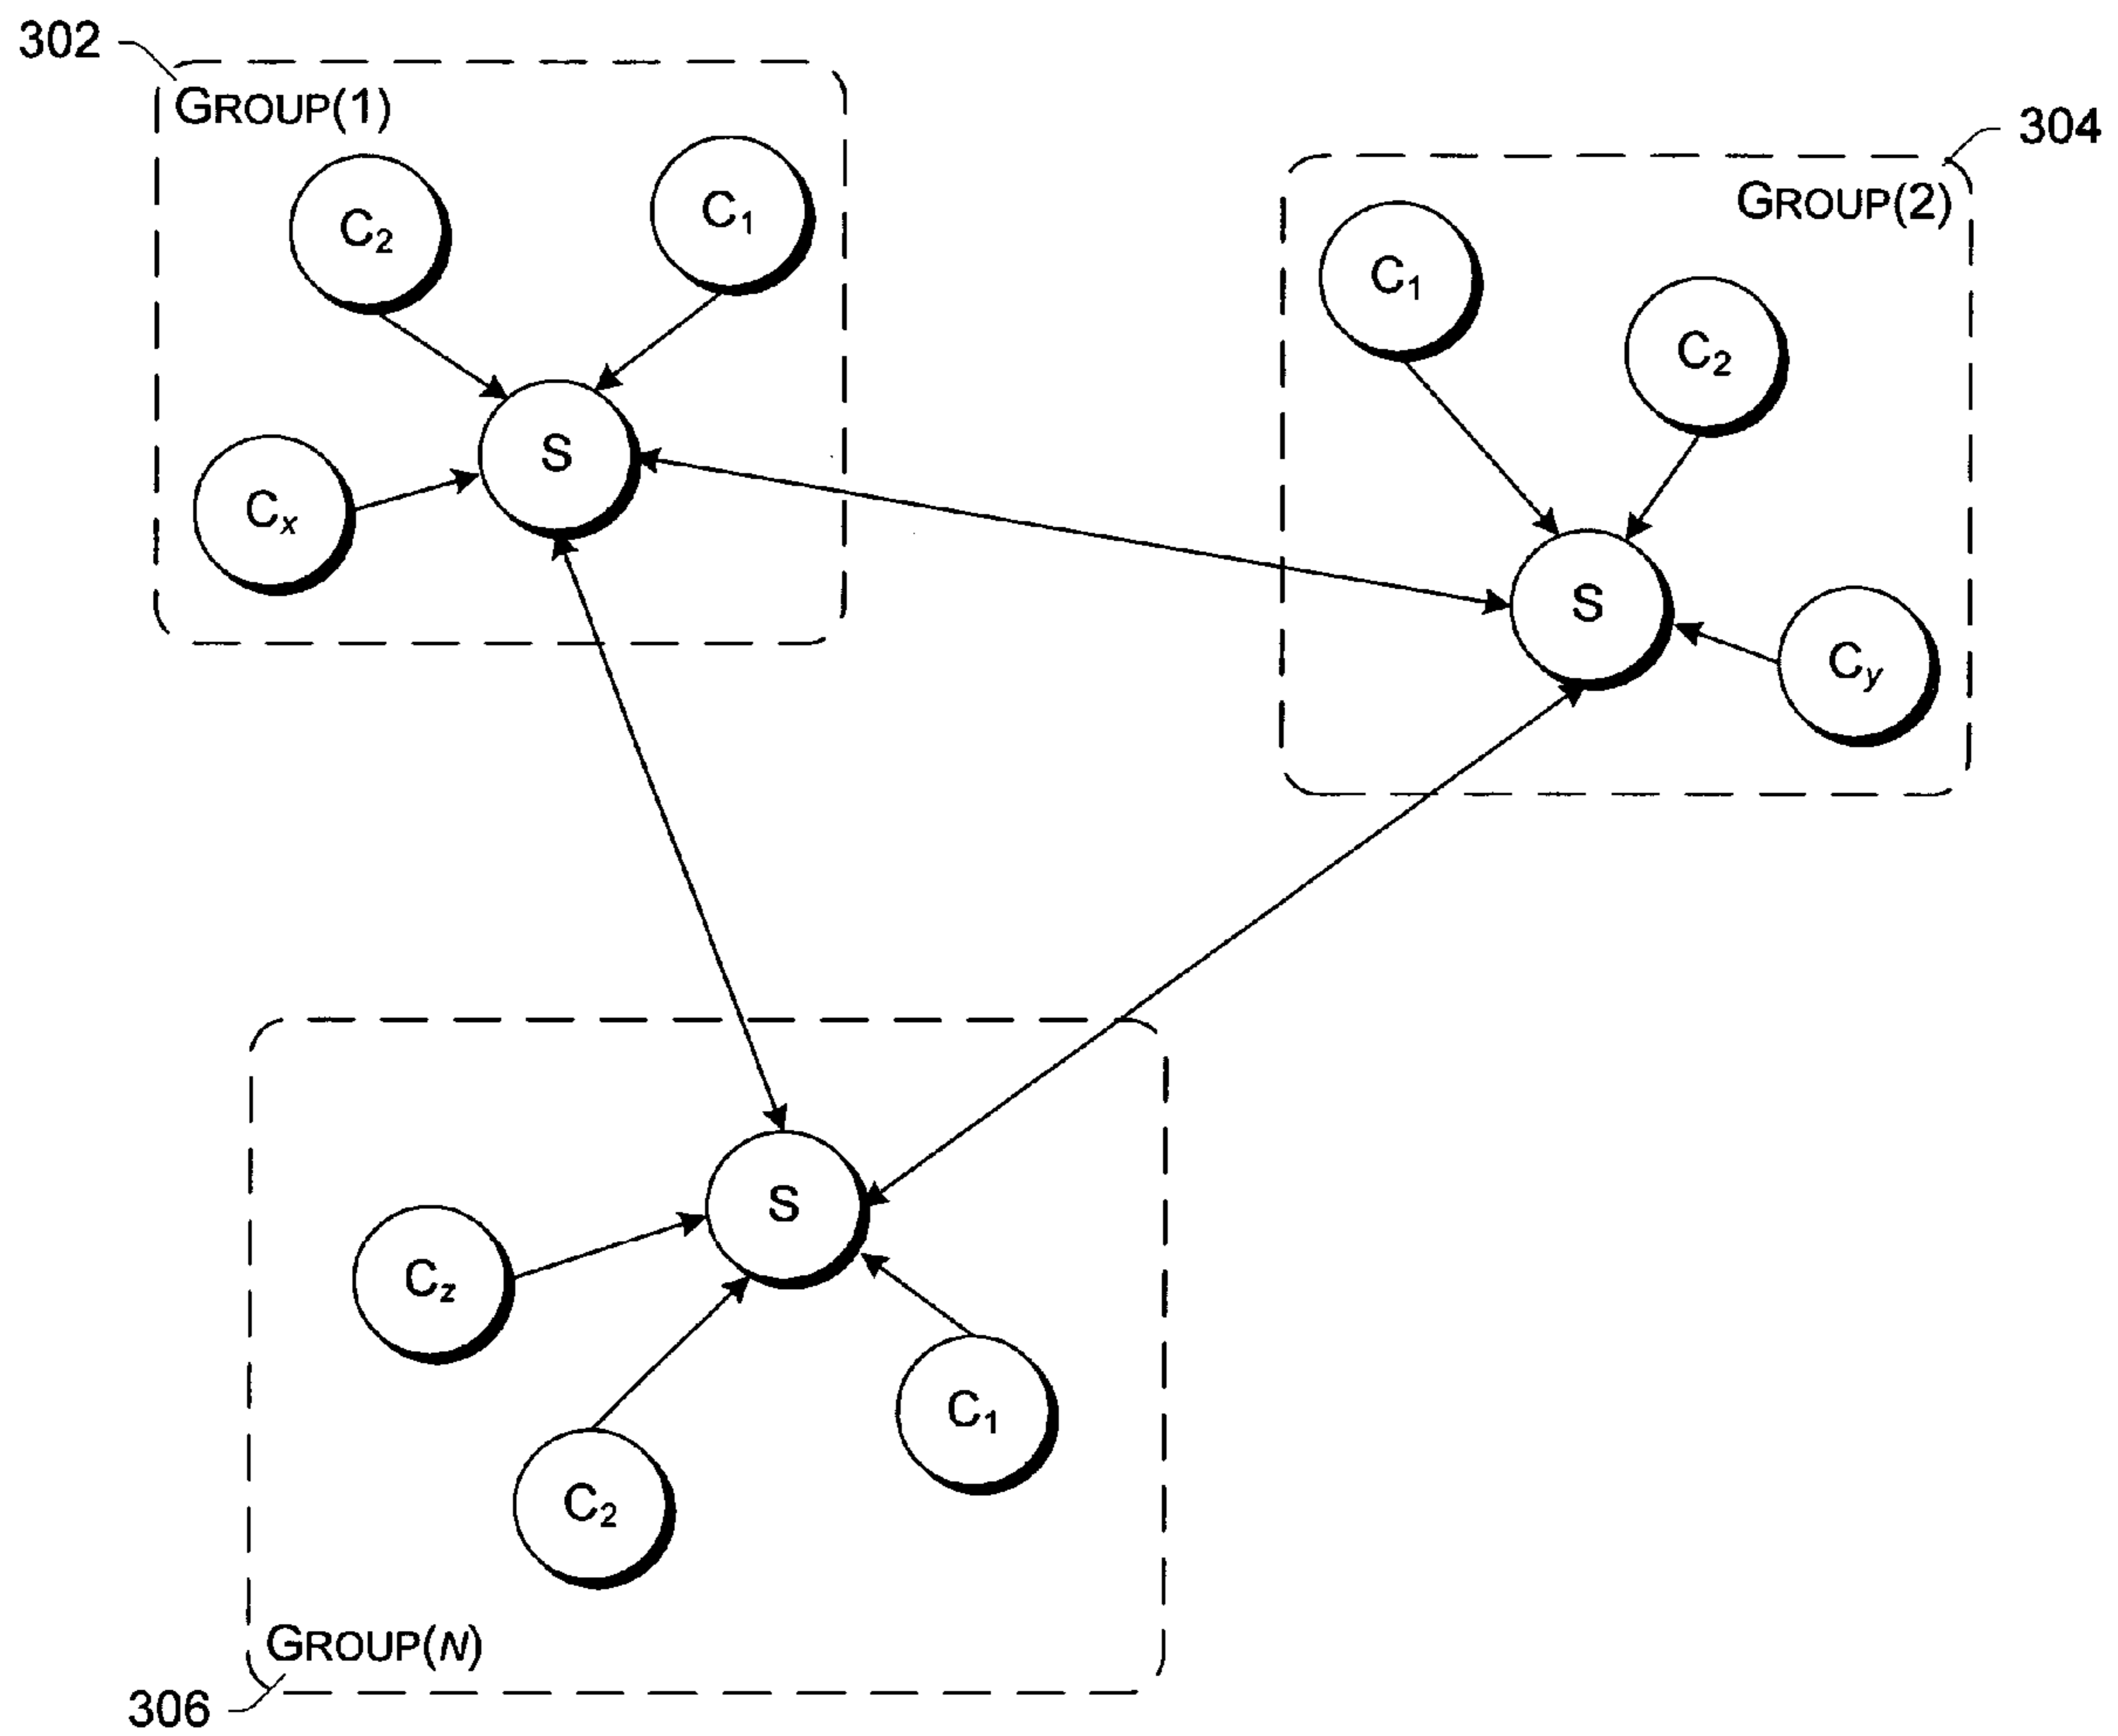 302
GROUP(1)
304
GROUP(2)
C2
C1
C1
C2
S
Cx
S
Cy
S
Cz
C1
C2
GROUP(N)
306